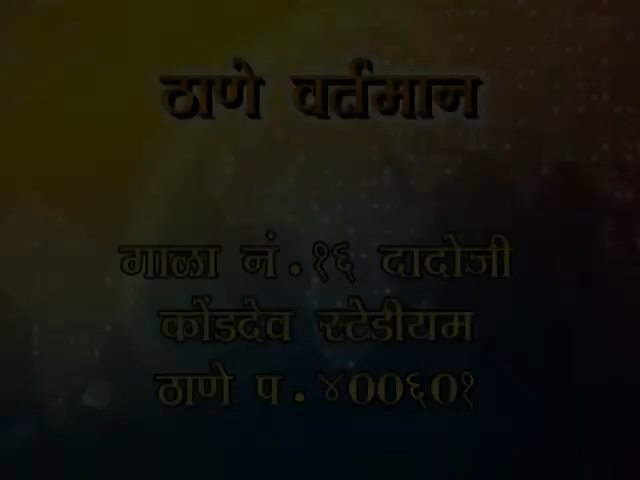 ठाणे वर्तमान
गाळा नं.१६ दादोजी
कोंडदेव स्टेडीयम
ठाणे प.४००६०१